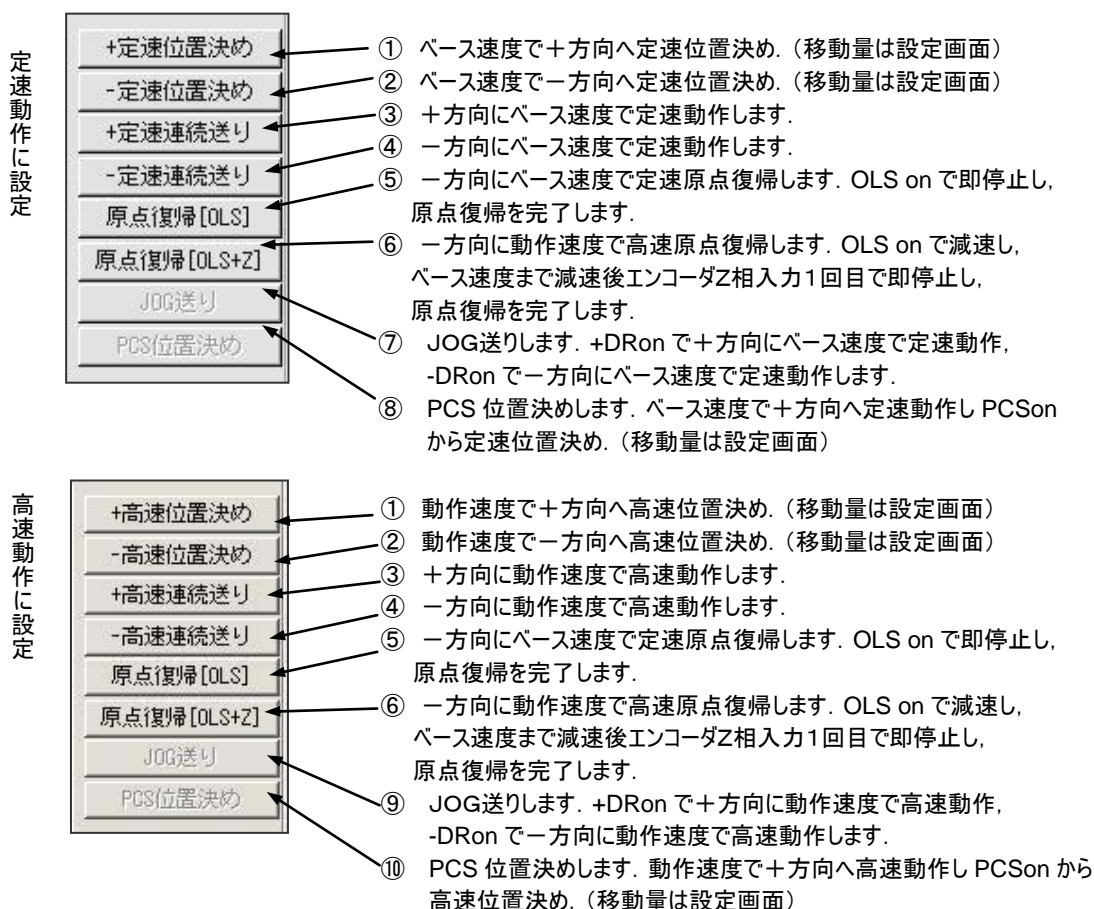 定速動作に設定
+定速位置決め
-定速位置決め
+定速連続送り
-定速連続送り
原点復帰[OLS]
原点復帰[OLS+Z]
JOG送り
PCS位置決め
① ベース速度で＋方向へ定速位置決め.（移動量は設定画面）
② ベース速度で－方向へ定速位置決め.（移動量は設定画面）
③ ＋方向にベース速度で定速動作します.
④ －方向にベース速度で定速動作します.
⑤ －方向にベース速度で定速原点復帰します. OLS on で即停止し,
原点復帰を完了します.
⑥ －方向に動作速度で高速原点復帰します. OLS on で減速し,
ベース速度まで減速後エンコーダZ相入力１回目で即停止し,
原点復帰を完了します.
⑦ JOG送りします. +DRon で＋方向にベース速度で定速動作,
-DRon で－方向にベース速度で定速動作します.
⑧ PCS 位置決めします. ベース速度で＋方向へ定速動作し PCSon
から定速位置決め.（移動量は設定画面）
高速動作に設定
+高速位置決め
-高速位置決め
+高速連続送り
-高速連続送り
原点復帰[OLS]
原点復帰[OLS+Z]
JOG送り
PCS位置決め
① 動作速度で＋方向へ高速位置決め.（移動量は設定画面）
② 動作速度で－方向へ高速位置決め.（移動量は設定画面）
③ ＋方向に動作速度で高速動作します.
④ －方向に動作速度で高速動作します.
⑤ －方向にベース速度で定速原点復帰します. OLS on で即停止し,
原点復帰を完了します.
⑥ －方向に動作速度で高速原点復帰します. OLS on で減速し,
ベース速度まで減速後エンコーダZ相入力１回目で即停止し,
原点復帰を完了します.
⑨ JOG送りします. +DRon で＋方向に動作速度で高速動作,
-DRon で－方向に動作速度で高速動作します.
⑩ PCS 位置決めします. 動作速度で＋方向へ高速動作し PCSon から
高速位置決め.（移動量は設定画面）